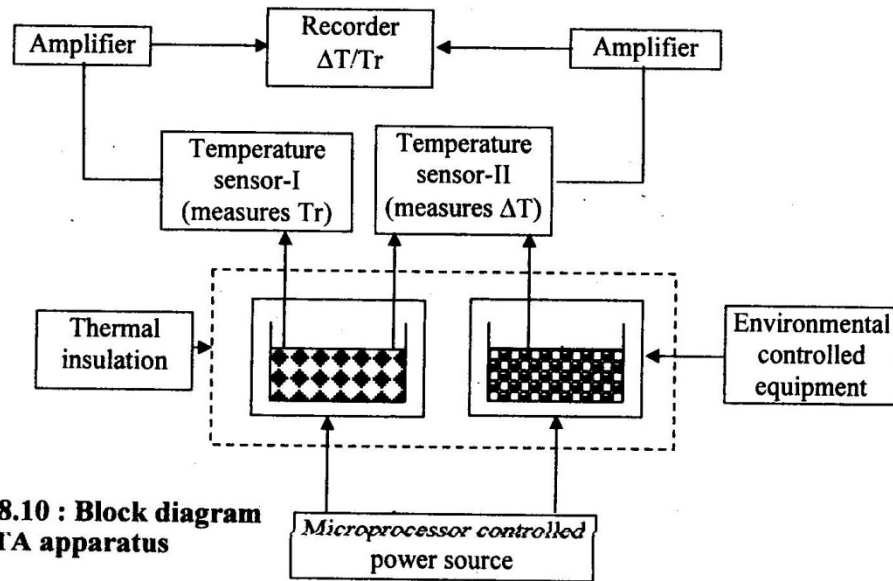 Amplifier
Recorder
ΔT/Tr
Amplifier
Temperature
sensor-I
(measures Tr)
Temperature
sensor-II
(measures ΔT)
Thermal
insulation
Environmental
controlled
equipment
8.10 : Block diagram
TA apparatus
Microprocessor controlled
power source